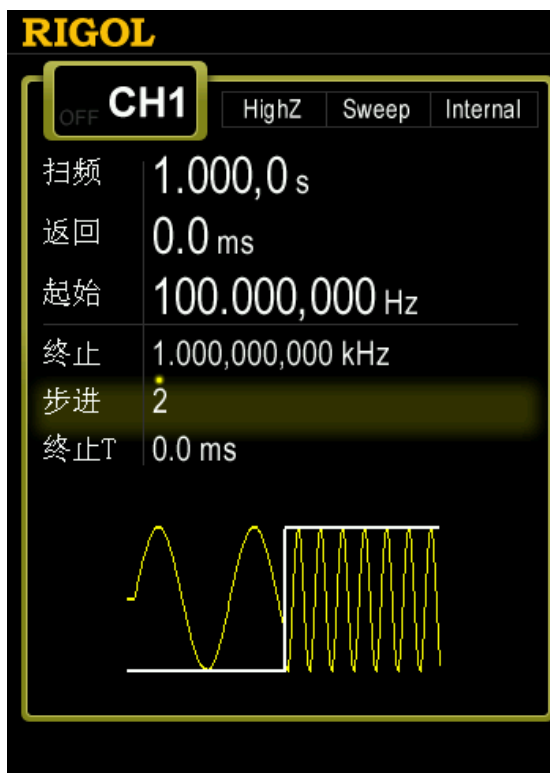 RIGOL
OFF CH1 HighZ Sweep Internal
扫频 1.000,0 s
返回 0.0 ms
起始 100.000,000 Hz
终止 1.000,000,000 kHz
步进 2
终止T 0.0 ms